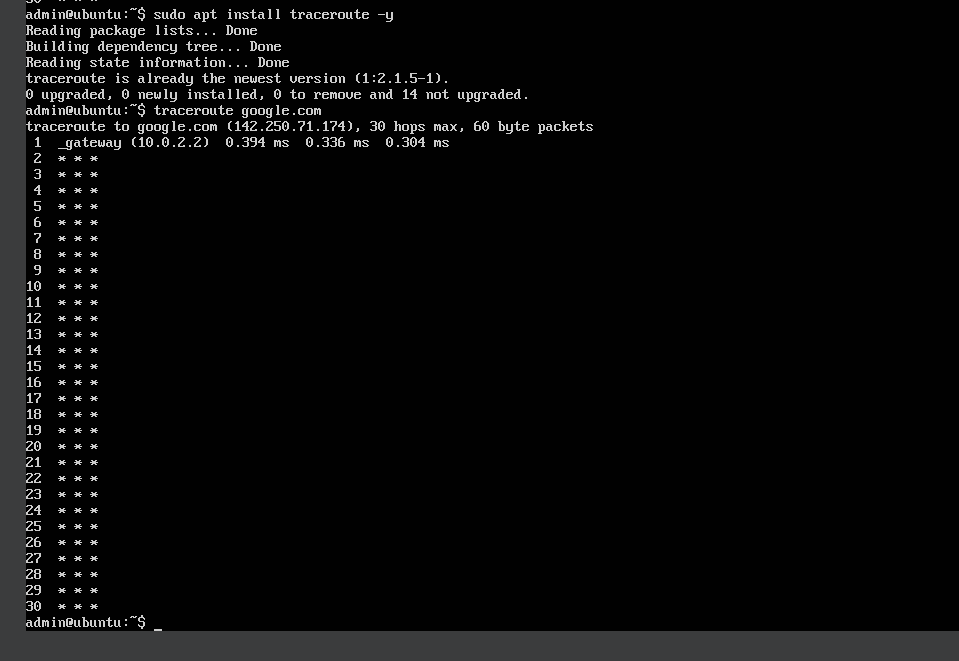 admin@ubuntu:~$ sudo apt install traceroute -y
Reading package lists... Done
Building dependency tree... Done
Reading state information... Done
traceroute is already the newest version (1:2.1.5-1).
0 upgraded, 0 newly installed, 0 to remove and 14 not upgraded.
admin@ubuntu:~$ traceroute google.com
traceroute to google.com (142.250.71.174), 30 hops max, 60 byte packets
 1  _gateway (10.0.2.2)  0.394 ms  0.336 ms  0.304 ms
 2  * * *
 3  * * *
 4  * * *
 5  * * *
 6  * * *
 7  * * *
 8  * * *
 9  * * *
10  * * *
11  * * *
12  * * *
13  * * *
14  * * *
15  * * *
16  * * *
17  * * *
18  * * *
19  * * *
20  * * *
21  * * *
22  * * *
23  * * *
24  * * *
25  * * *
26  * * *
27  * * *
28  * * *
29  * * *
30  * * *
admin@ubuntu:~$ _